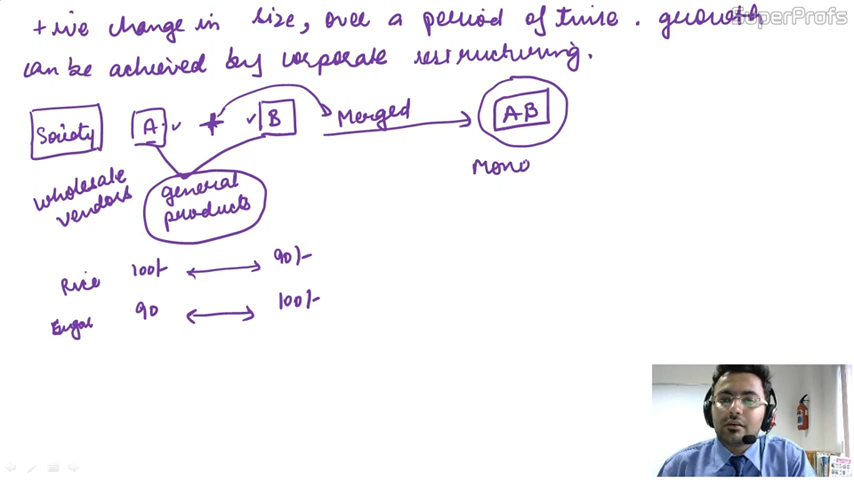 +ive change in size, over a period of time. growth
SuperProfs
can be achieved by corporate restructuring.
Society A + B Merged AB
Mono
wholesale
vendors
general
products
Rice 100/- 90/-
Sugar 90 100/-